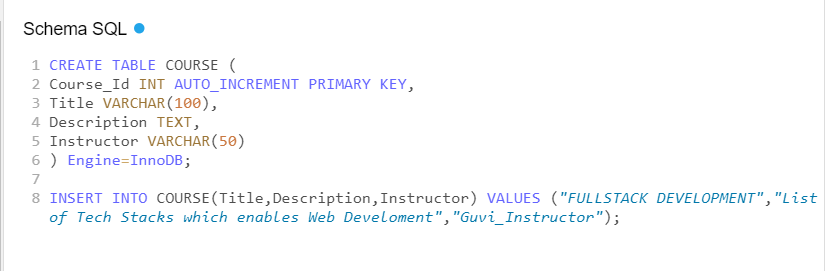 Schema SQL
1 CREATE TABLE COURSE (
2 Course_Id INT AUTO_INCREMENT PRIMARY KEY,
3 Title VARCHAR(100),
4 Description TEXT,
5 Instructor VARCHAR(50)
6 ) Engine=InnoDB;
7
8 INSERT INTO COURSE(Title,Description,Instructor) VALUES ("FULLSTACK DEVELOPMENT","List
of Tech Stacks which enables Web Develoment","Guvi_Instructor");